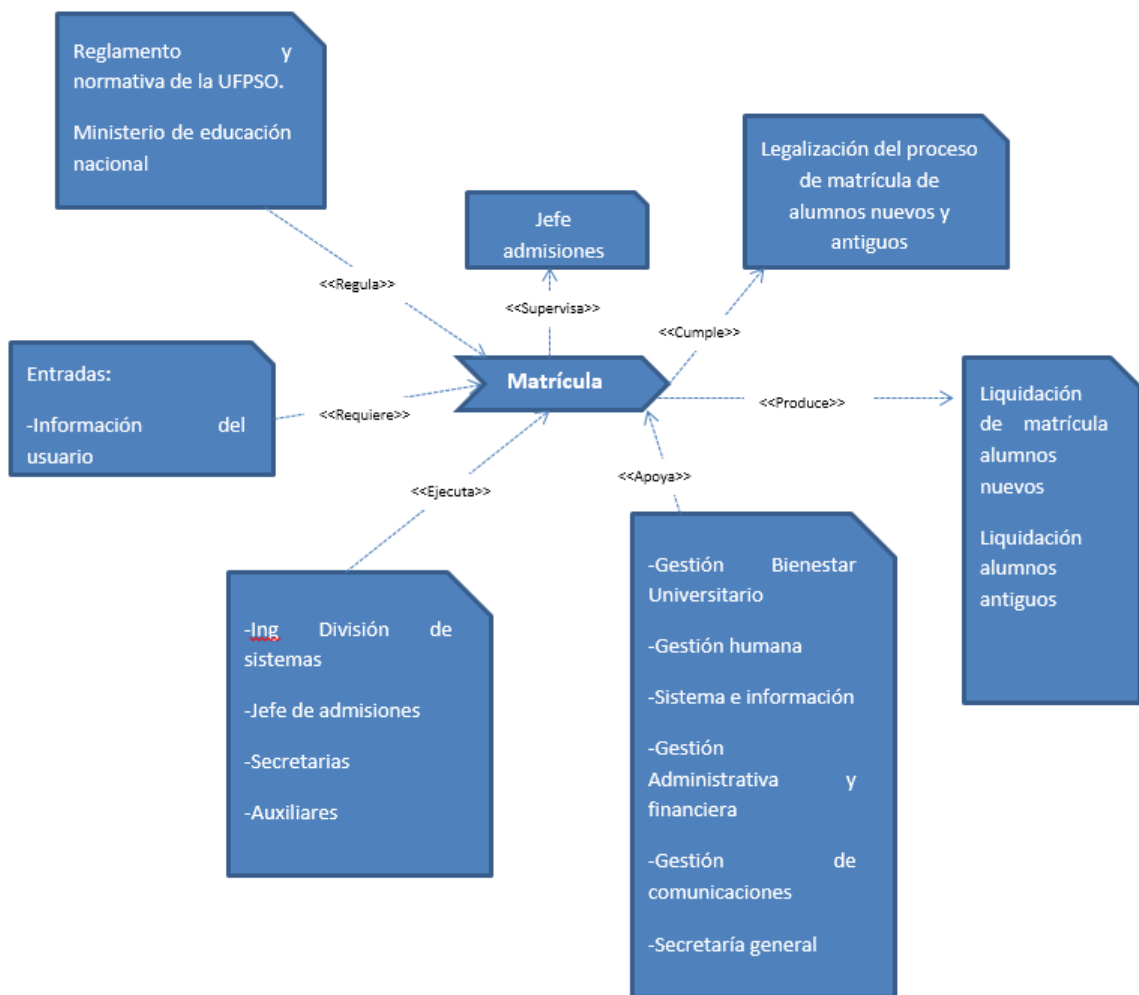 Reglamento y
normativa de la UFPSO.
Ministerio de educación
nacional
Legalización del proceso
de matrícula de
alumnos nuevos y
antiguos
Jefe
admisiones
<<Regula>>
<<Supervisa>>
<<Cumple>>
Entradas:
-Información del
usuario
<<Requiere>>
Matrícula
<<Produce>>
Liquidación
de matrícula
alumnos
nuevos
Liquidación
alumnos
antiguos
<<Ejecuta>>
<<Apoya>>
-Ing División de
sistemas
-Jefe de admisiones
-Secretarias
-Auxiliares
-Gestión Bienestar
Universitario
-Gestión humana
-Sistema e información
-Gestión
Administrativa y
financiera
-Gestión de
comunicaciones
-Secretaría general